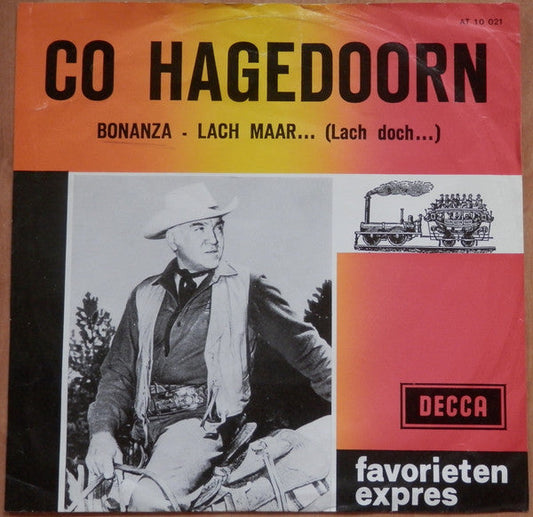 AT 10 021
CO HAGEDOORN
BONANZA - LACH MAAR... (Lach doch...)
DECCA
favorieten
expres